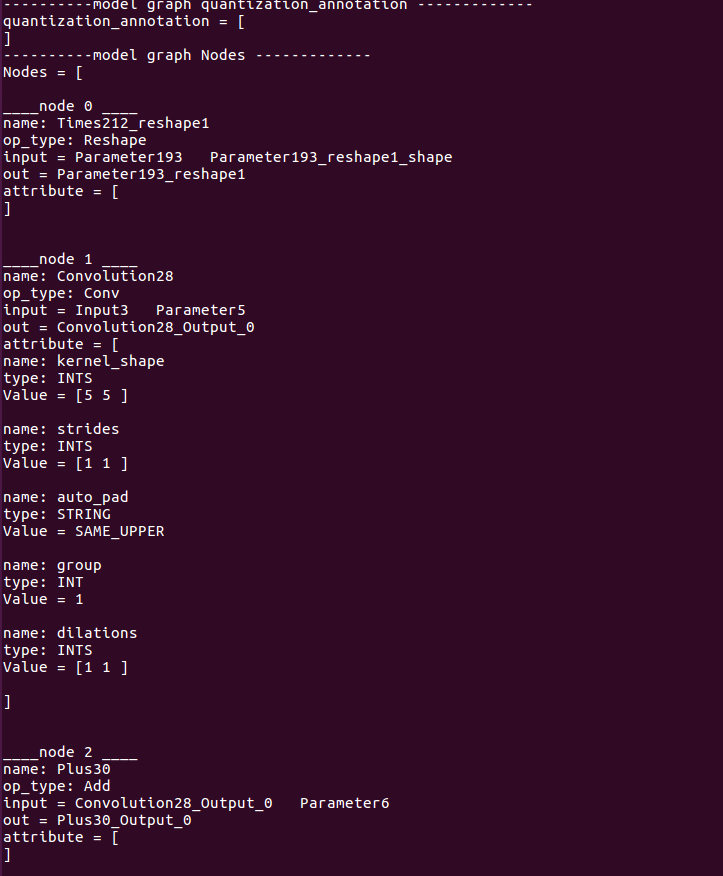 ----------model graph quantization_annotation -------------
quantization_annotation = [
]
----------model graph Nodes -------------
Nodes = [
____node 0 ____
name: Times212_reshape1
op_type: Reshape
input = Parameter193   Parameter193_reshape1_shape
out = Parameter193_reshape1
attribute = [
]
____node 1 ____
name: Convolution28
op_type: Conv
input = Input3   Parameter5
out = Convolution28_Output_0
attribute = [
name: kernel_shape
type: INTS
Value = [5 5 ]
name: strides
type: INTS
Value = [1 1 ]
name: auto_pad
type: STRING
Value = SAME_UPPER
name: group
type: INT
Value = 1
name: dilations
type: INTS
Value = [1 1 ]
]
____node 2 ____
name: Plus30
op_type: Add
input = Convolution28_Output_0   Parameter6
out = Plus30_Output_0
attribute = [
]